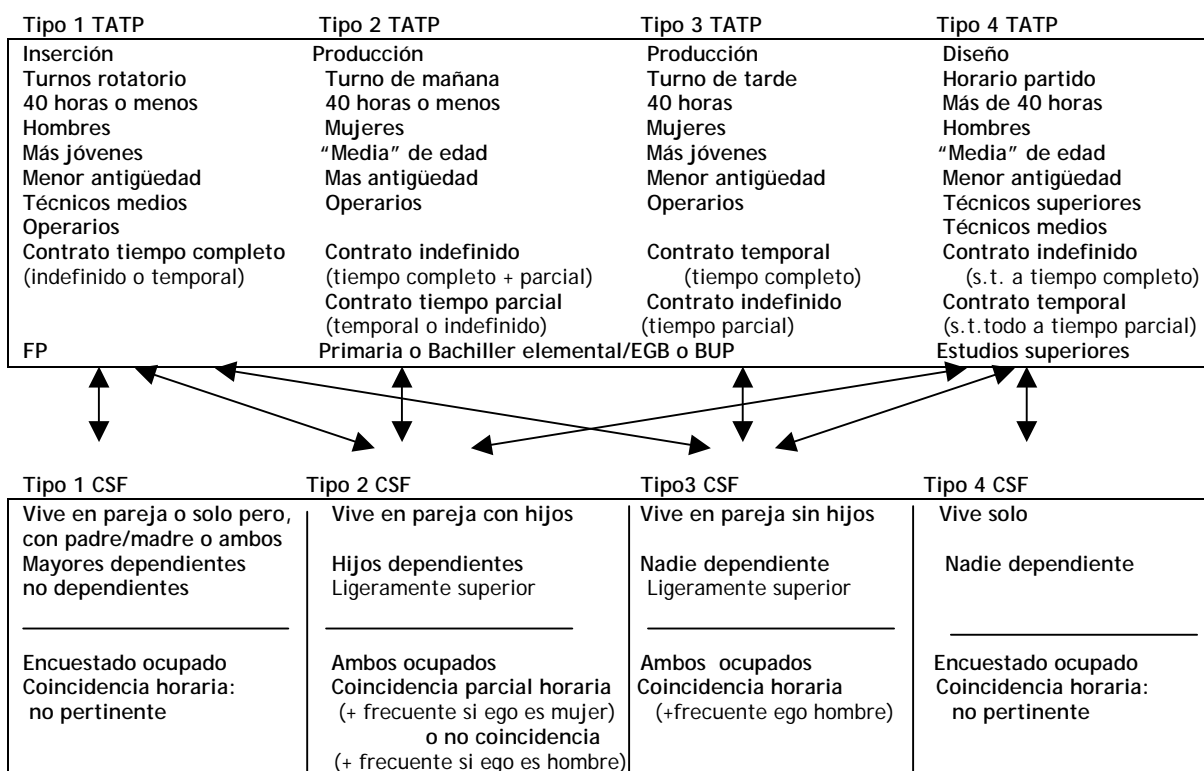 Tipo 1 TATP Tipo 2 TATP Tipo 3 TATP Tipo 4 TATP
Inserción Producción Producción Diseño
Turnos rotatorio Turno de mañana Turno de tarde Horario partido
40 horas o menos 40 horas o menos 40 horas Más de 40 horas
Hombres Mujeres Mujeres Hombres
Más jóvenes “Media” de edad Más jóvenes “Media” de edad
Menor antigüedad Mas antigüedad Menor antigüedad Menor antigüedad
Técnicos medios Operarios Operarios Técnicos superiores
Operarios Técnicos medios
Contrato tiempo completo Contrato indefinido Contrato temporal Contrato indefinido
(indefinido o temporal) (tiempo completo + parcial) (tiempo completo) (s.t. a tiempo completo)
Contrato tiempo parcial Contrato indefinido Contrato temporal
(temporal o indefinido) (tiempo parcial) (s.t.todo a tiempo parcial)
FP Primaria o Bachiller elemental/EGB o BUP Estudios superiores
Tipo 1 CSF Tipo 2 CSF Tipo3 CSF Tipo 4 CSF
Vive en pareja o solo pero, Vive en pareja con hijos Vive en pareja sin hijos Vive solo
con padre/madre o ambos
Mayores dependientes Hijos dependientes Nadie dependiente Nadie dependiente
no dependientes Ligeramente superior Ligeramente superior
Encuestado ocupado Ambos ocupados Ambos ocupados Encuestado ocupado
Coincidencia horaria: Coincidencia parcial horaria Coincidencia horaria Coincidencia horaria:
no pertinente (+ frecuente si ego es mujer) (+frecuente ego hombre) no pertinente
o no coincidencia
(+ frecuente si ego es hombre)